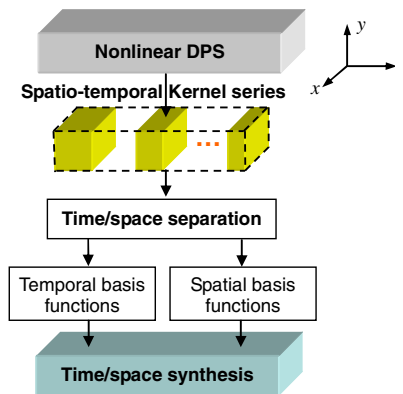 Nonlinear DPS
y
x
Spatio-temporal Kernel series
...
Time/space separation
Temporal basis
functions
Spatial basis
functions
Time/space synthesis